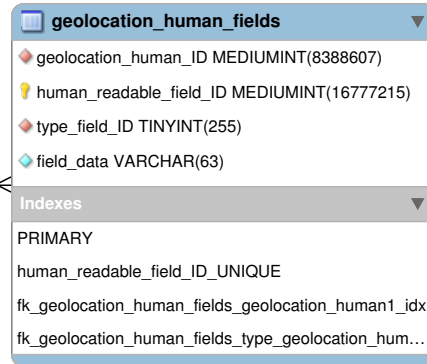 geolocation_human_fields
geolocation_human_ID MEDIUMINT(8388607)
human_readable_field_ID MEDIUMINT(16777215)
type_field_ID TINYINT(255)
field_data VARCHAR(63)
Indexes
PRIMARY
human_readable_field_ID_UNIQUE
fk_geolocation_human_fields_geolocation_human1_idx
fk_geolocation_human_fields_type_geolocation_hum…